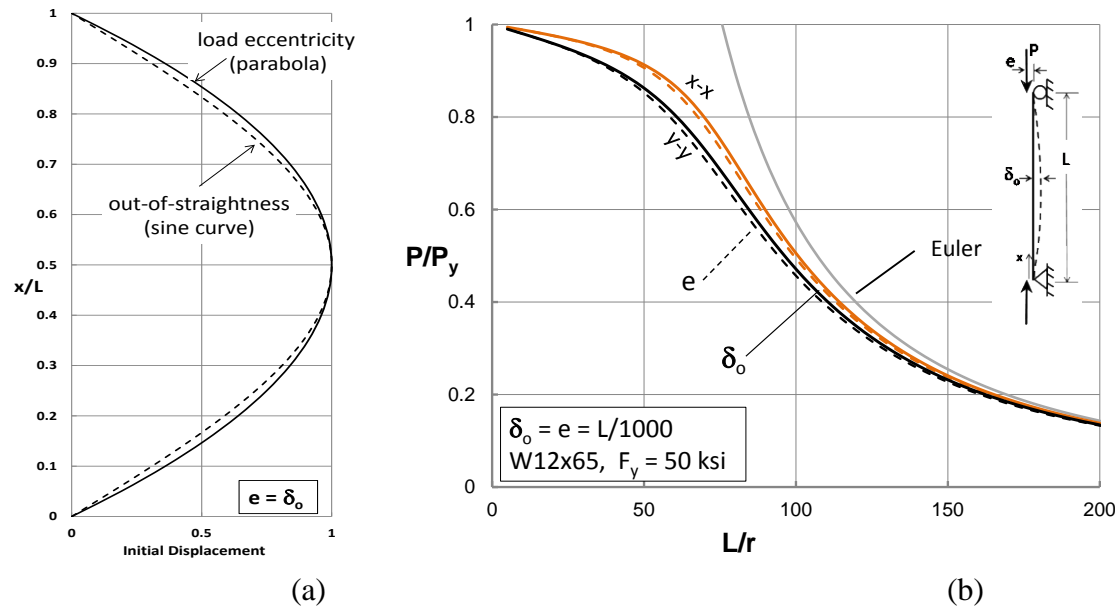 1
0.9
0.8
0.7
0.6
0.5
0.4
0.3
0.2
0.1
0
x/L
load eccentricity
(parabola)
out-of-straightness
(sine curve)
e = δₒ
0
0.5
1
Initial Displacement
(a)
1
0.8
0.6
0.4
0.2
0
P/Pᵧ
x-x
y-y
e
δₒ
Euler
P
e
L
δₒ
x
δₒ = e = L/1000
W12x65, Fᵧ = 50 ksi
0
50
100
150
200
L/r
(b)